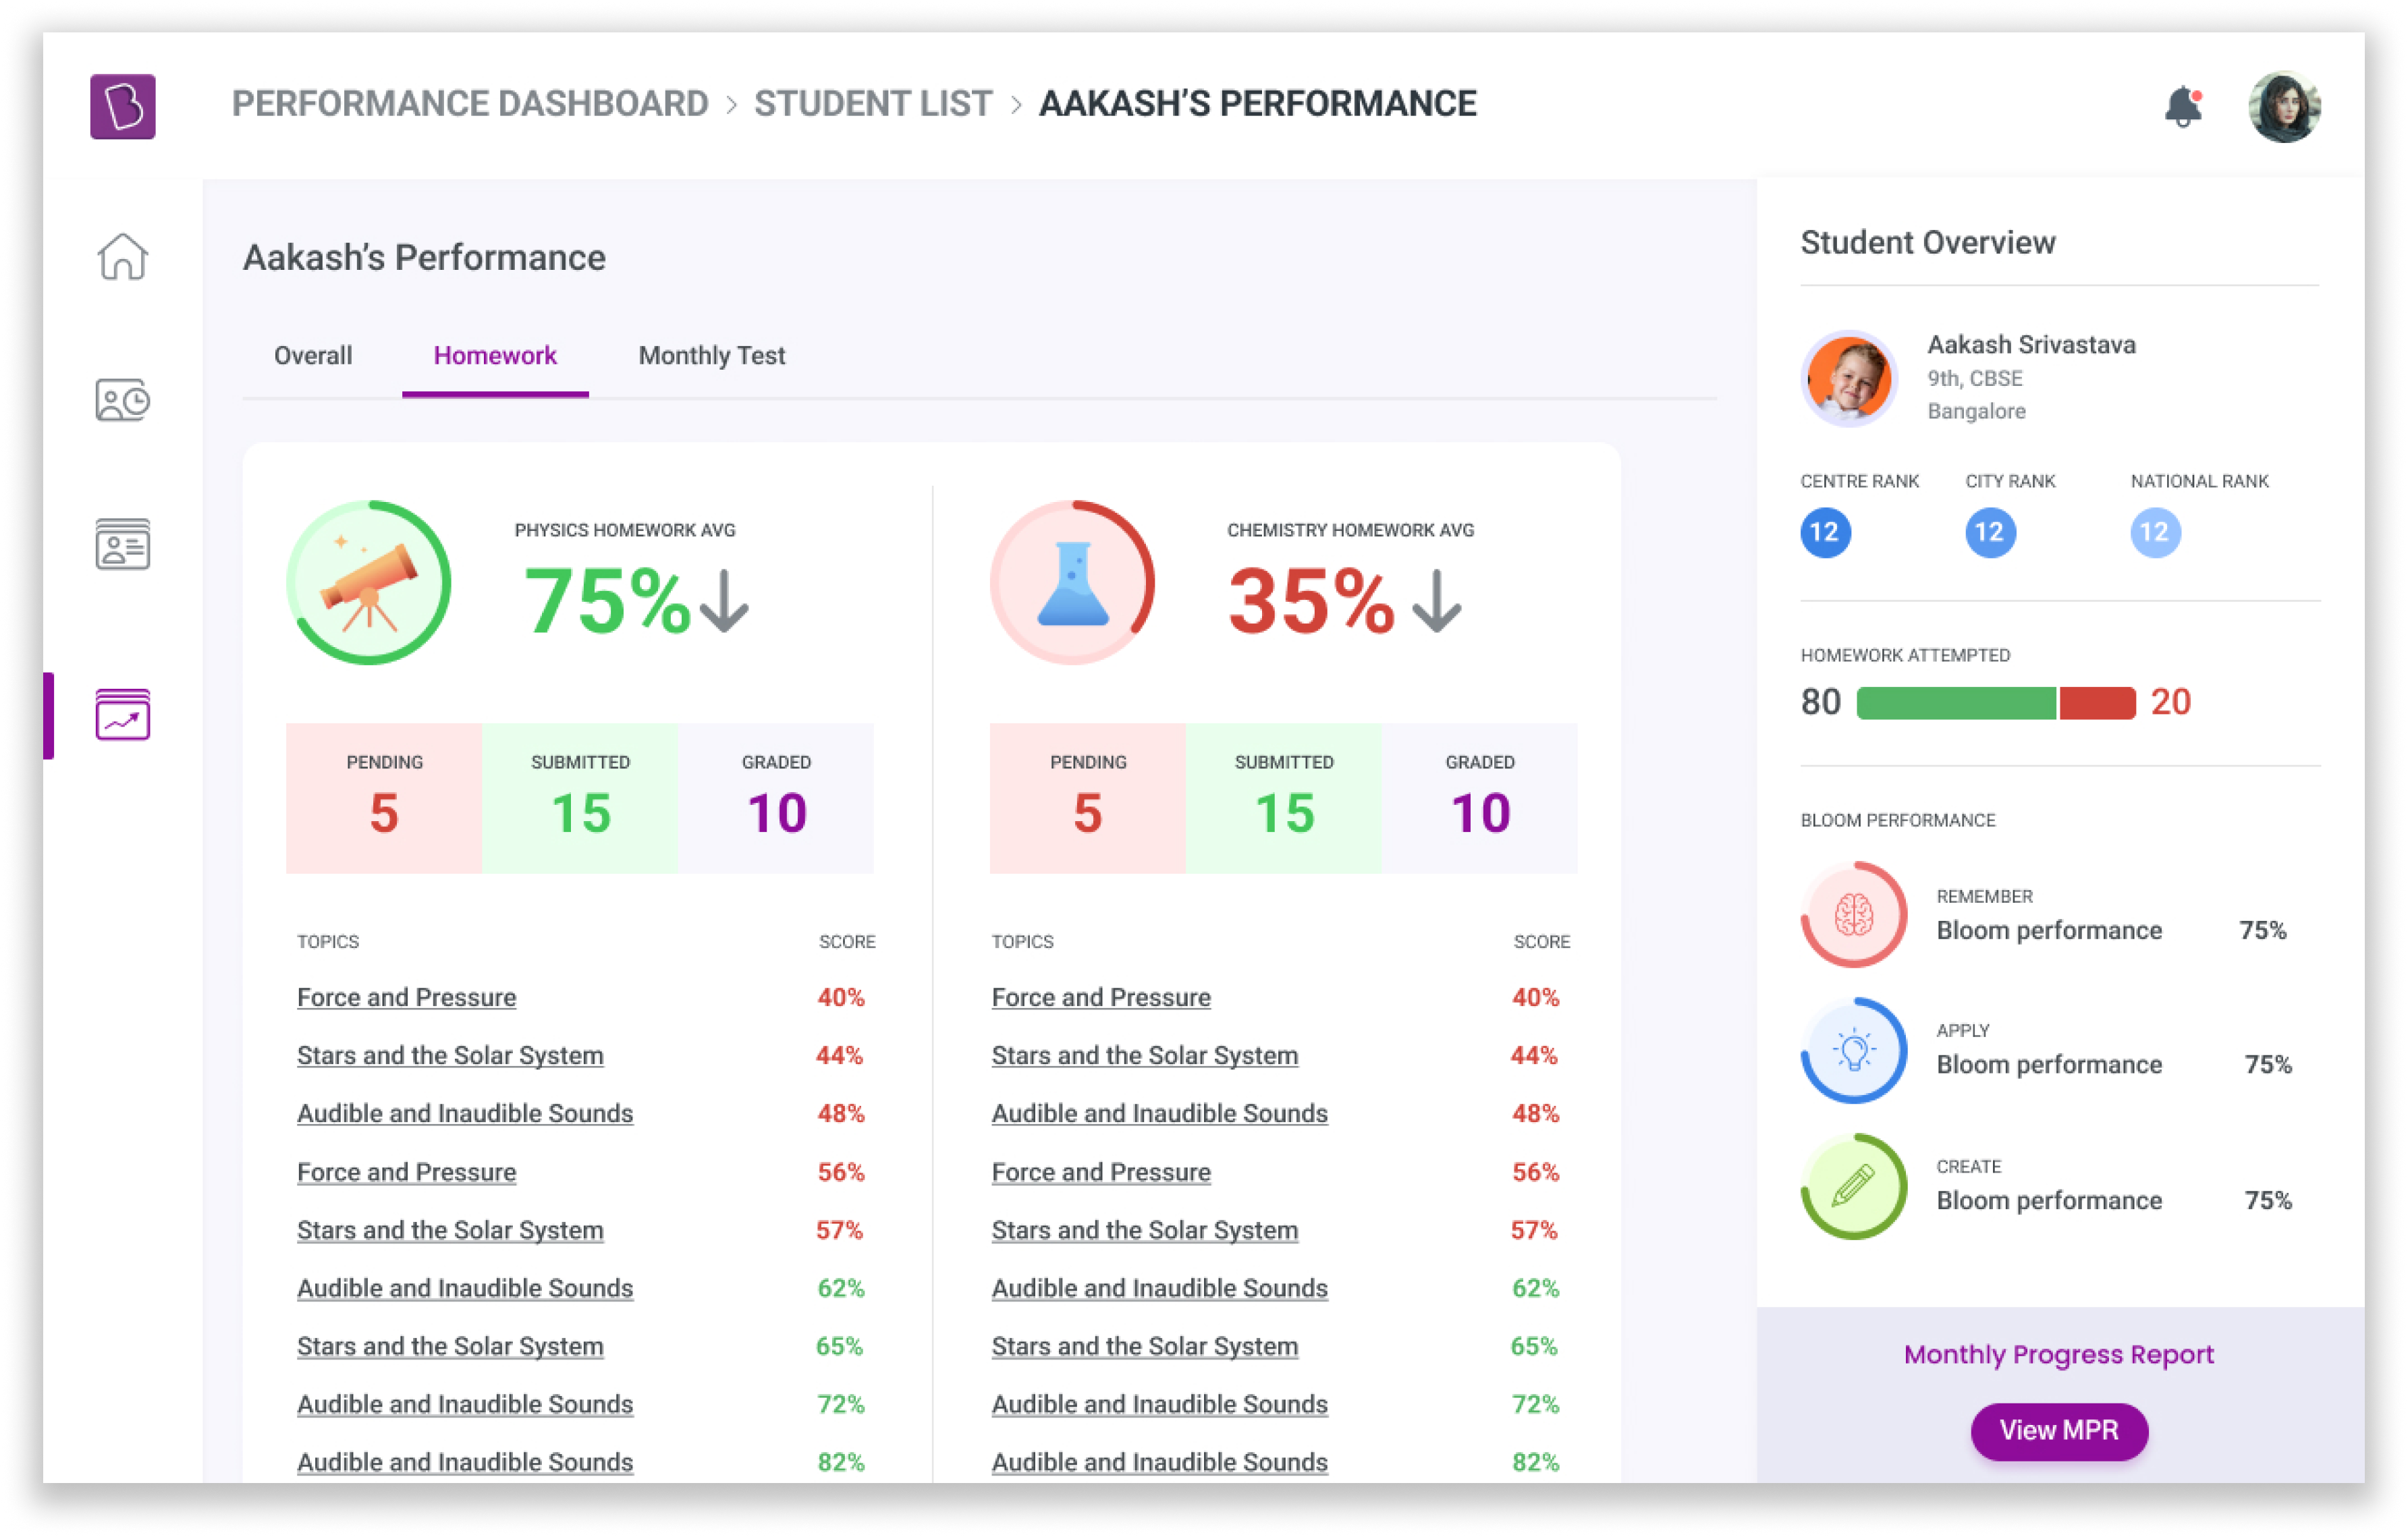 PERFORMANCE DASHBOARD > STUDENT LIST > AAKASH’S PERFORMANCE
Aakash’s Performance
Overall Homework Monthly Test
PHYSICS HOMEWORK AVG
75%
PENDING SUBMITTED GRADED
5 15 10
TOPICS SCORE
Force and Pressure 40%
Stars and the Solar System 44%
Audible and Inaudible Sounds 48%
Force and Pressure 56%
Stars and the Solar System 57%
Audible and Inaudible Sounds 62%
Stars and the Solar System 65%
Audible and Inaudible Sounds 72%
Audible and Inaudible Sounds 82%
CHEMISTRY HOMEWORK AVG
35%
PENDING SUBMITTED GRADED
5 15 10
TOPICS SCORE
Force and Pressure 40%
Stars and the Solar System 44%
Audible and Inaudible Sounds 48%
Force and Pressure 56%
Stars and the Solar System 57%
Audible and Inaudible Sounds 62%
Stars and the Solar System 65%
Audible and Inaudible Sounds 72%
Audible and Inaudible Sounds 82%
Student Overview
Aakash Srivastava
9th, CBSE
Bangalore
CENTRE RANK CITY RANK NATIONAL RANK
12 12 12
HOMEWORK ATTEMPTED
80 20
BLOOM PERFORMANCE
REMEMBER
Bloom performance 75%
APPLY
Bloom performance 75%
CREATE
Bloom performance 75%
Monthly Progress Report
View MPR